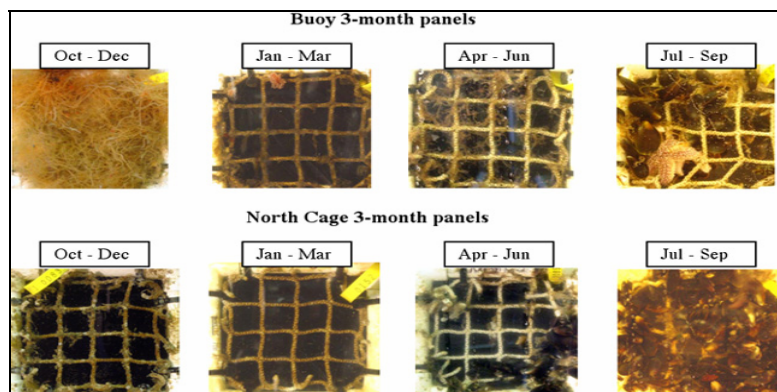 Buoy 3-month panels
Oct - Dec
Jan - Mar
Apr - Jun
Jul - Sep
North Cage 3-month panels
Oct - Dec
Jan - Mar
Apr - Jun
Jul - Sep